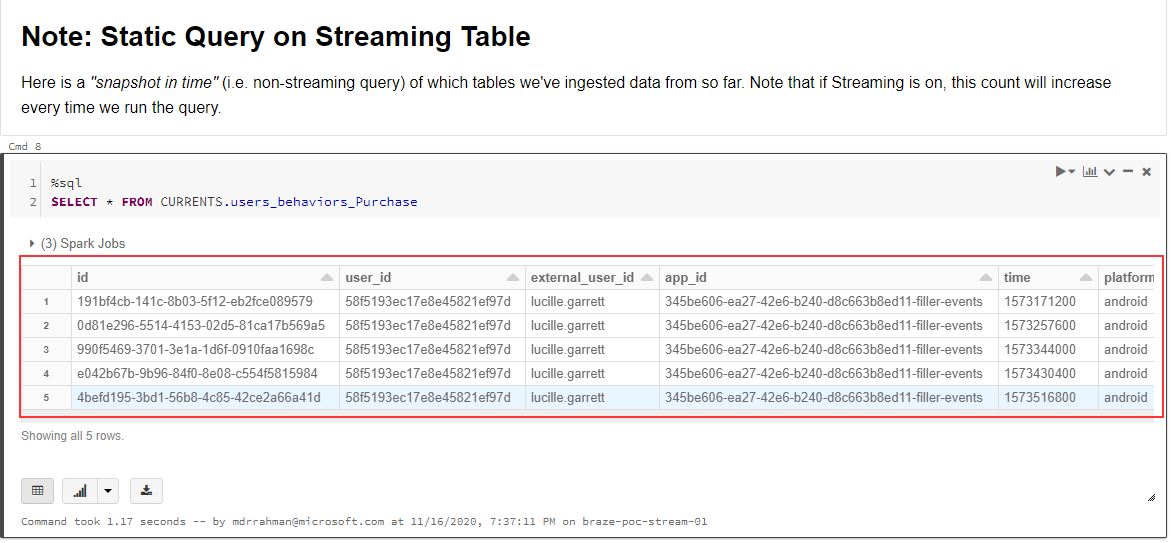 Note: Static Query on Streaming Table
Here is a "snapshot in time" (i.e. non-streaming query) of which tables we've ingested data from so far. Note that if Streaming is on, this count will increase
every time we run the query.
Cmd 8
1 %sql
2 SELECT * FROM CURRENTS.users_behaviors_Purchase
(3) Spark Jobs
id user_id external_user_id app_id time platform
1 191bf4cb-141c-8b03-5f12-eb2fce089579 58f5193ec17e8e45821ef97d lucille.garrett 345be606-ea27-42e6-b240-d8c663b8ed11-filler-events 1573171200 android
2 0d81e296-5514-4153-02d5-81ca17b569a5 58f5193ec17e8e45821ef97d lucille.garrett 345be606-ea27-42e6-b240-d8c663b8ed11-filler-events 1573257600 android
3 990f5469-3701-3e1a-1d6f-0910faa1698c 58f5193ec17e8e45821ef97d lucille.garrett 345be606-ea27-42e6-b240-d8c663b8ed11-filler-events 1573344000 android
4 e042b67b-9b96-84f0-8e08-c554f5815984 58f5193ec17e8e45821ef97d lucille.garrett 345be606-ea27-42e6-b240-d8c663b8ed11-filler-events 1573430400 android
5 4befd195-3bd1-56b8-4c85-42ce2a66a41d 58f5193ec17e8e45821ef97d lucille.garrett 345be606-ea27-42e6-b240-d8c663b8ed11-filler-events 1573516800 android
Showing all 5 rows.
Command took 1.17 seconds -- by mdrrahman@microsoft.com at 11/16/2020, 7:37:11 PM on braze-poc-stream-01